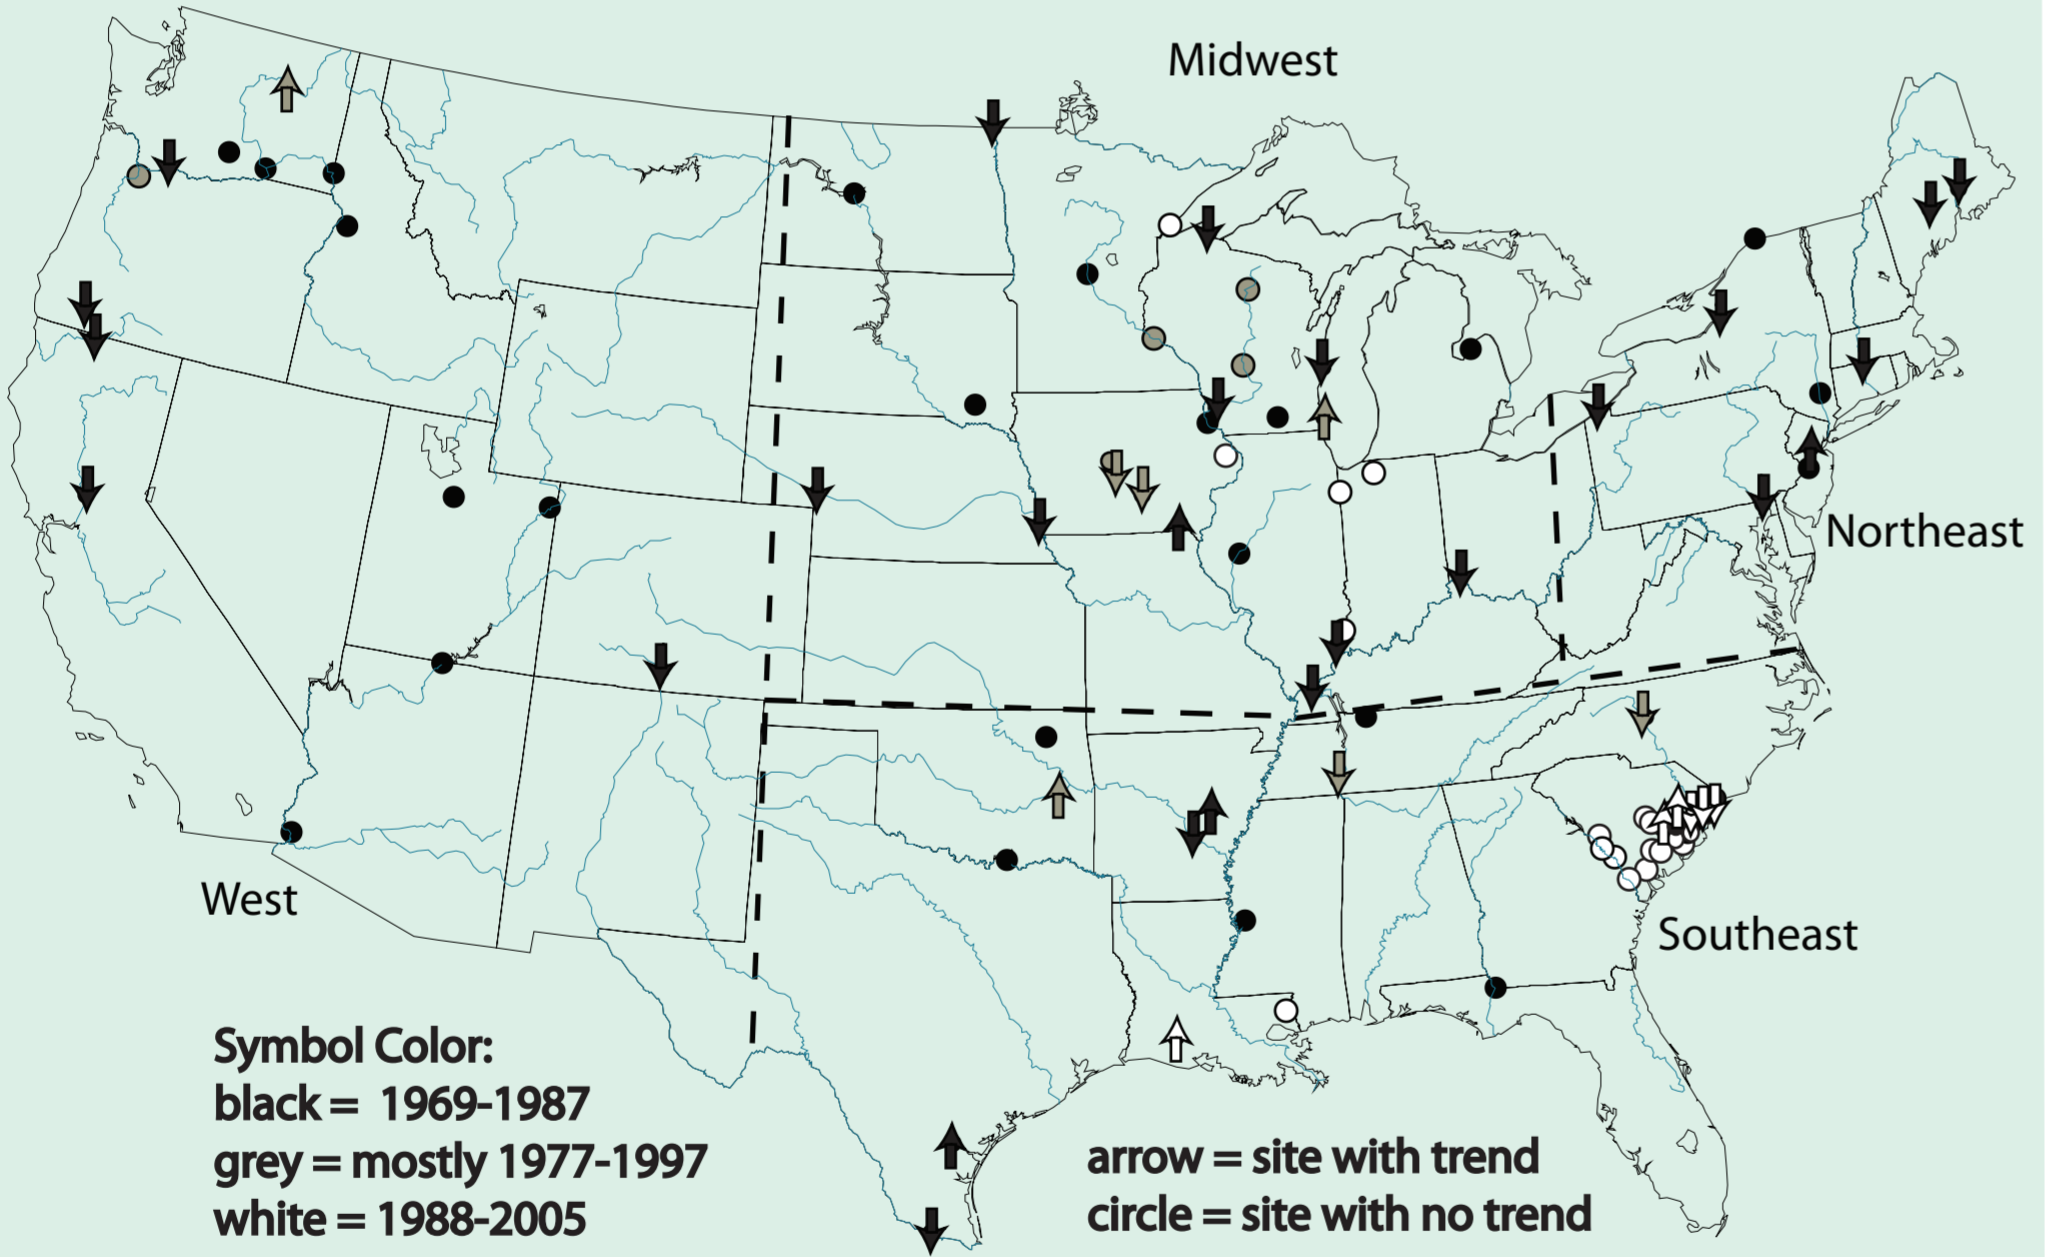 Midwest
Northeast
West
Southeast
Symbol Color:
black = 1969-1987
grey = mostly 1977-1997
white = 1988-2005
arrow = site with trend
circle = site with no trend